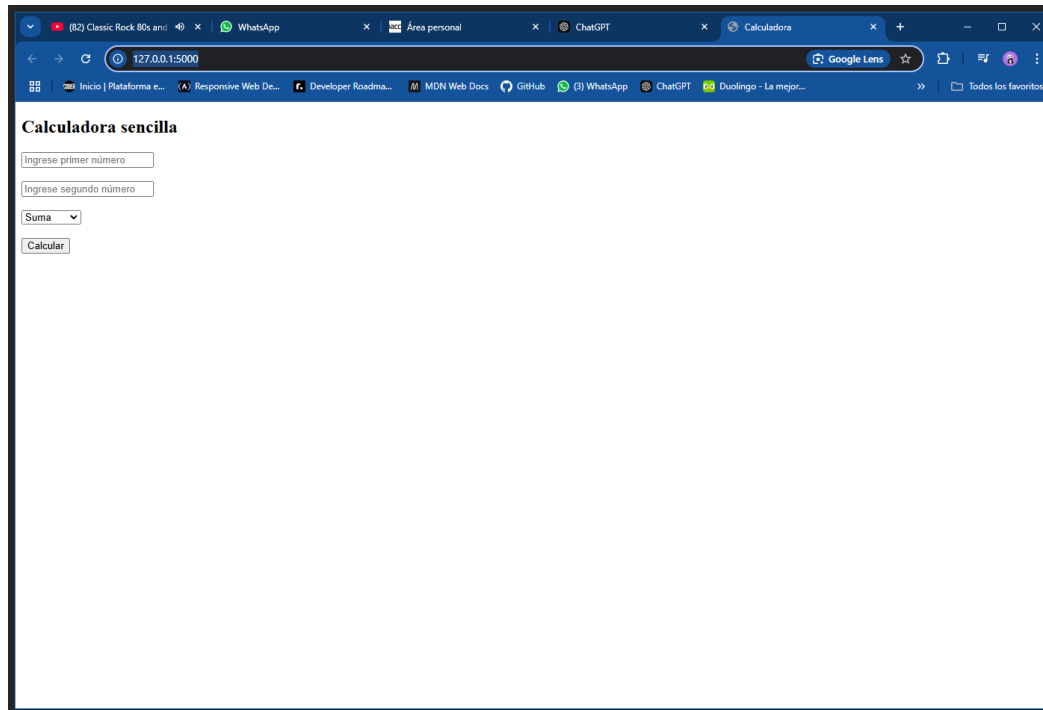 (82) Classic Rock 80s and
WhatsApp
iacc Área personal
ChatGPT
Calculadora
127.0.0.1:5000
Google Lens
Inicio | Plataforma e...
Responsive Web De...
Developer Roadma...
MDN Web Docs
GitHub
(3) WhatsApp
ChatGPT
Duolingo - La mejor...
Todos los favoritos
Calculadora sencilla
Ingrese primer número
Ingrese segundo número
Suma
Calcular